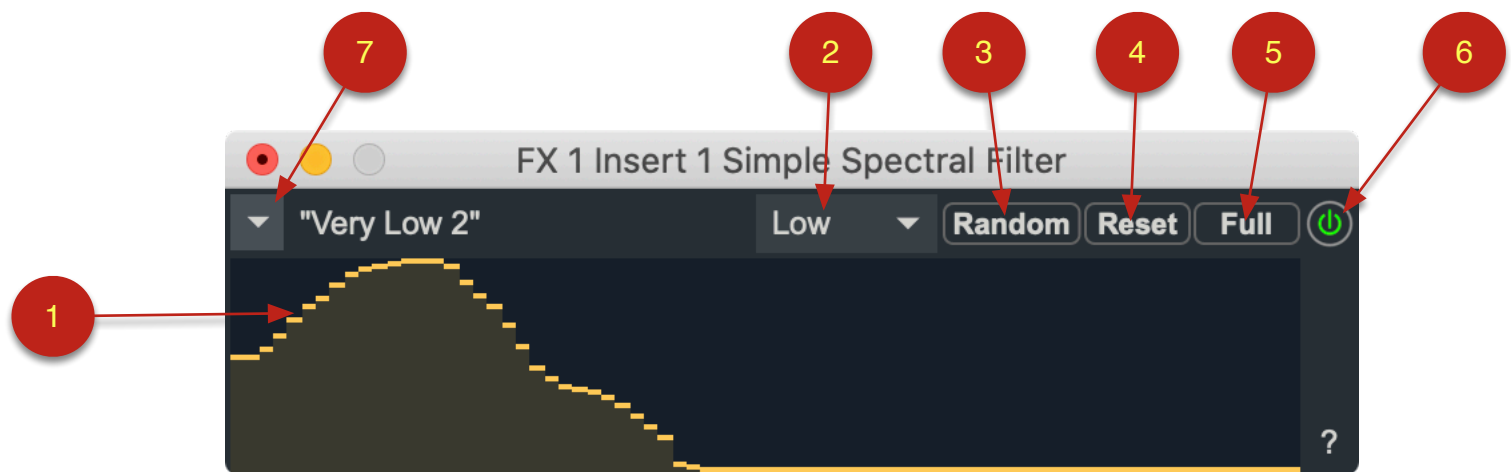 7 2 3 4 5 6
FX 1 Insert 1 Simple Spectral Filter
"Very Low 2" Low Random Reset Full
1
?